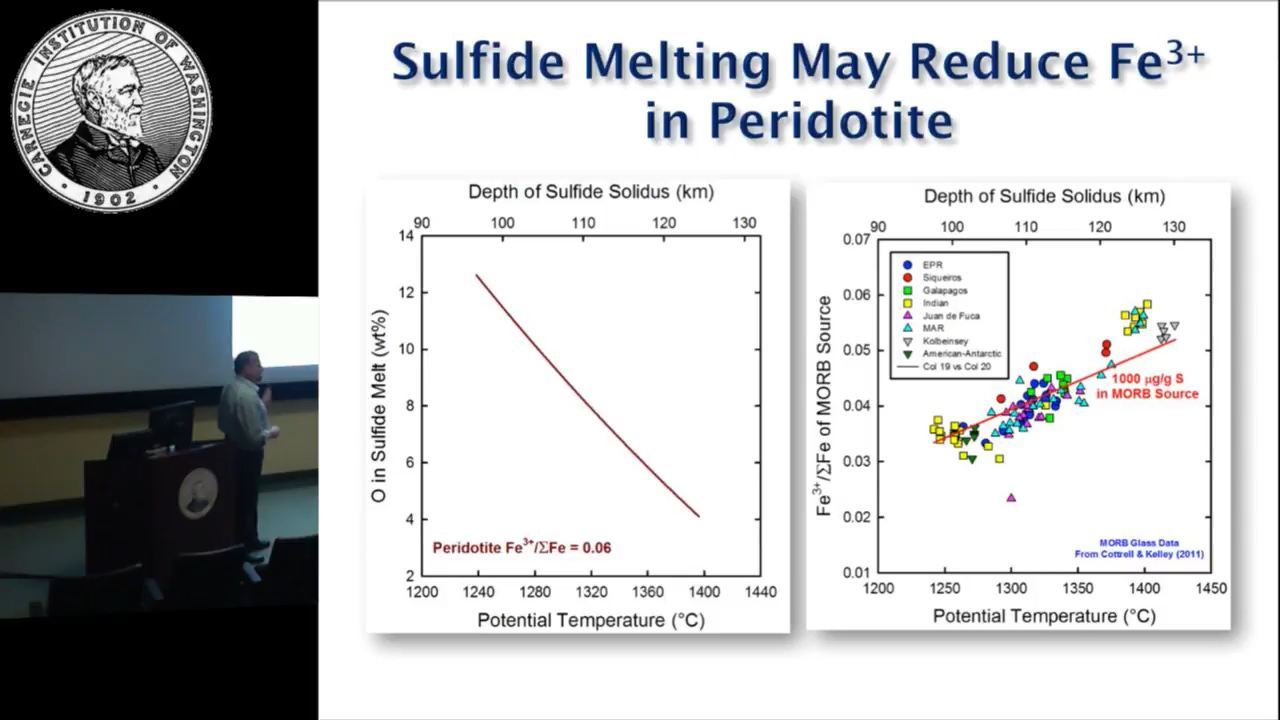 CARNEGIE INSTITUTION OF WASHINGTON
1902
Sulfide Melting May Reduce Fe³⁺
in Peridotite
Depth of Sulfide Solidus (km)
90 100 110 120 130
14
12
10
8
6
4
2
O in Sulfide Melt (wt%)
Peridotite Fe³⁺/ΣFe = 0.06
1200 1240 1280 1320 1360 1400 1440
Potential Temperature (°C)
Depth of Sulfide Solidus (km)
90 100 110 120 130
0.07
0.06
0.05
0.04
0.03
0.02
0.01
Fe³⁺/ΣFe of MORB Source
EPR
Siqueiros
Galapagos
Indian
Juan de Fuca
MAR
Kolbeinsey
American-Antarctic
Col 19 vs Col 20
1000 µg/g S
in MORB Source
MORB Glass Data
From Cottrell & Kelley (2011)
1200 1250 1300 1350 1400 1450
Potential Temperature (°C)